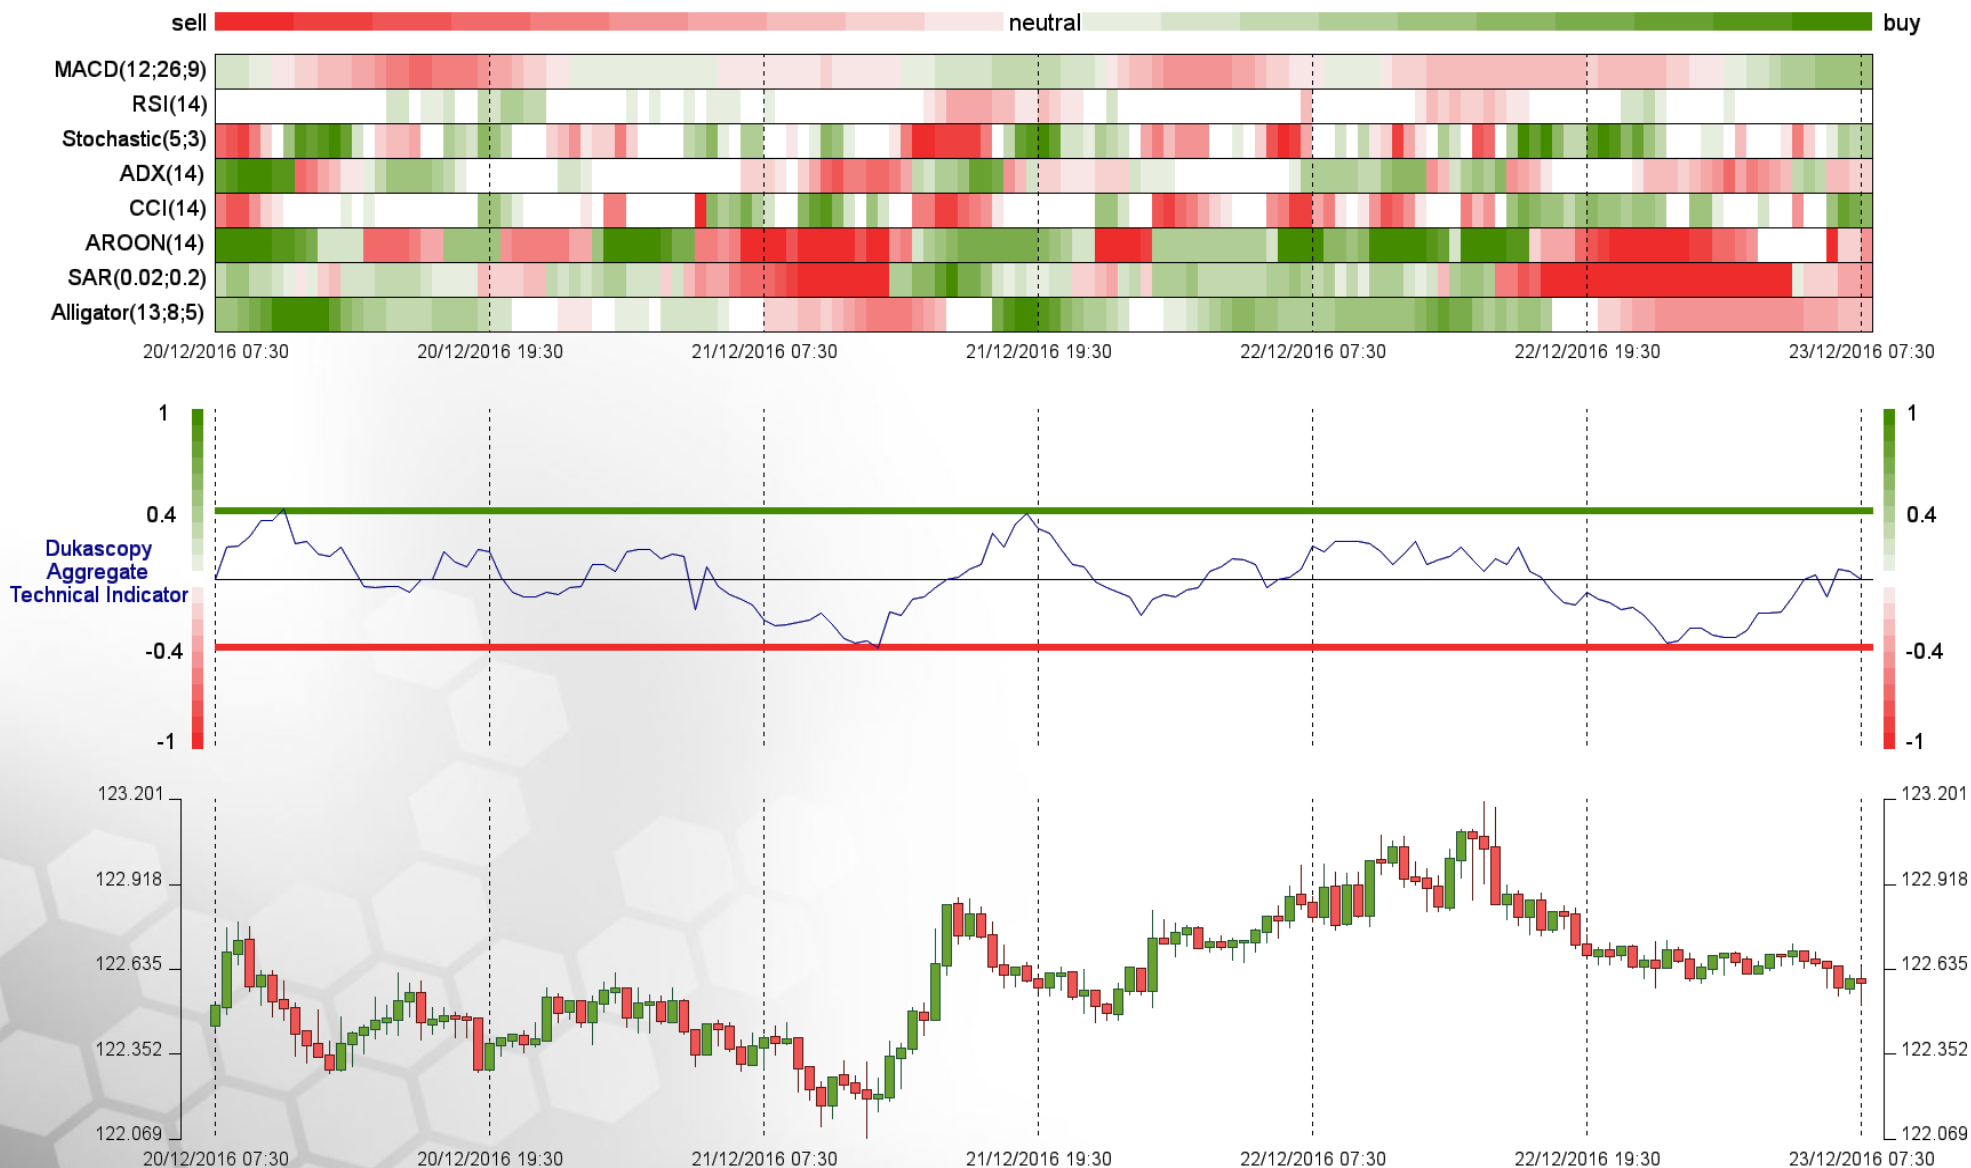 sell neutral buy
MACD(12;26;9)
RSI(14)
Stochastic(5;3)
ADX(14)
CCI(14)
AROON(14)
SAR(0.02;0.2)
Alligator(13;8;5)
20/12/2016 07:30 20/12/2016 19:30 21/12/2016 07:30 21/12/2016 19:30 22/12/2016 07:30 22/12/2016 19:30 23/12/2016 07:30
1 1
0.4 0.4
Dukascopy
Aggregate
Technical Indicator
-0.4 -0.4
-1 -1
123.201 123.201
122.918 122.918
122.635 122.635
122.352 122.352
122.069 122.069
20/12/2016 07:30 20/12/2016 19:30 21/12/2016 07:30 21/12/2016 19:30 22/12/2016 07:30 22/12/2016 19:30 23/12/2016 07:30